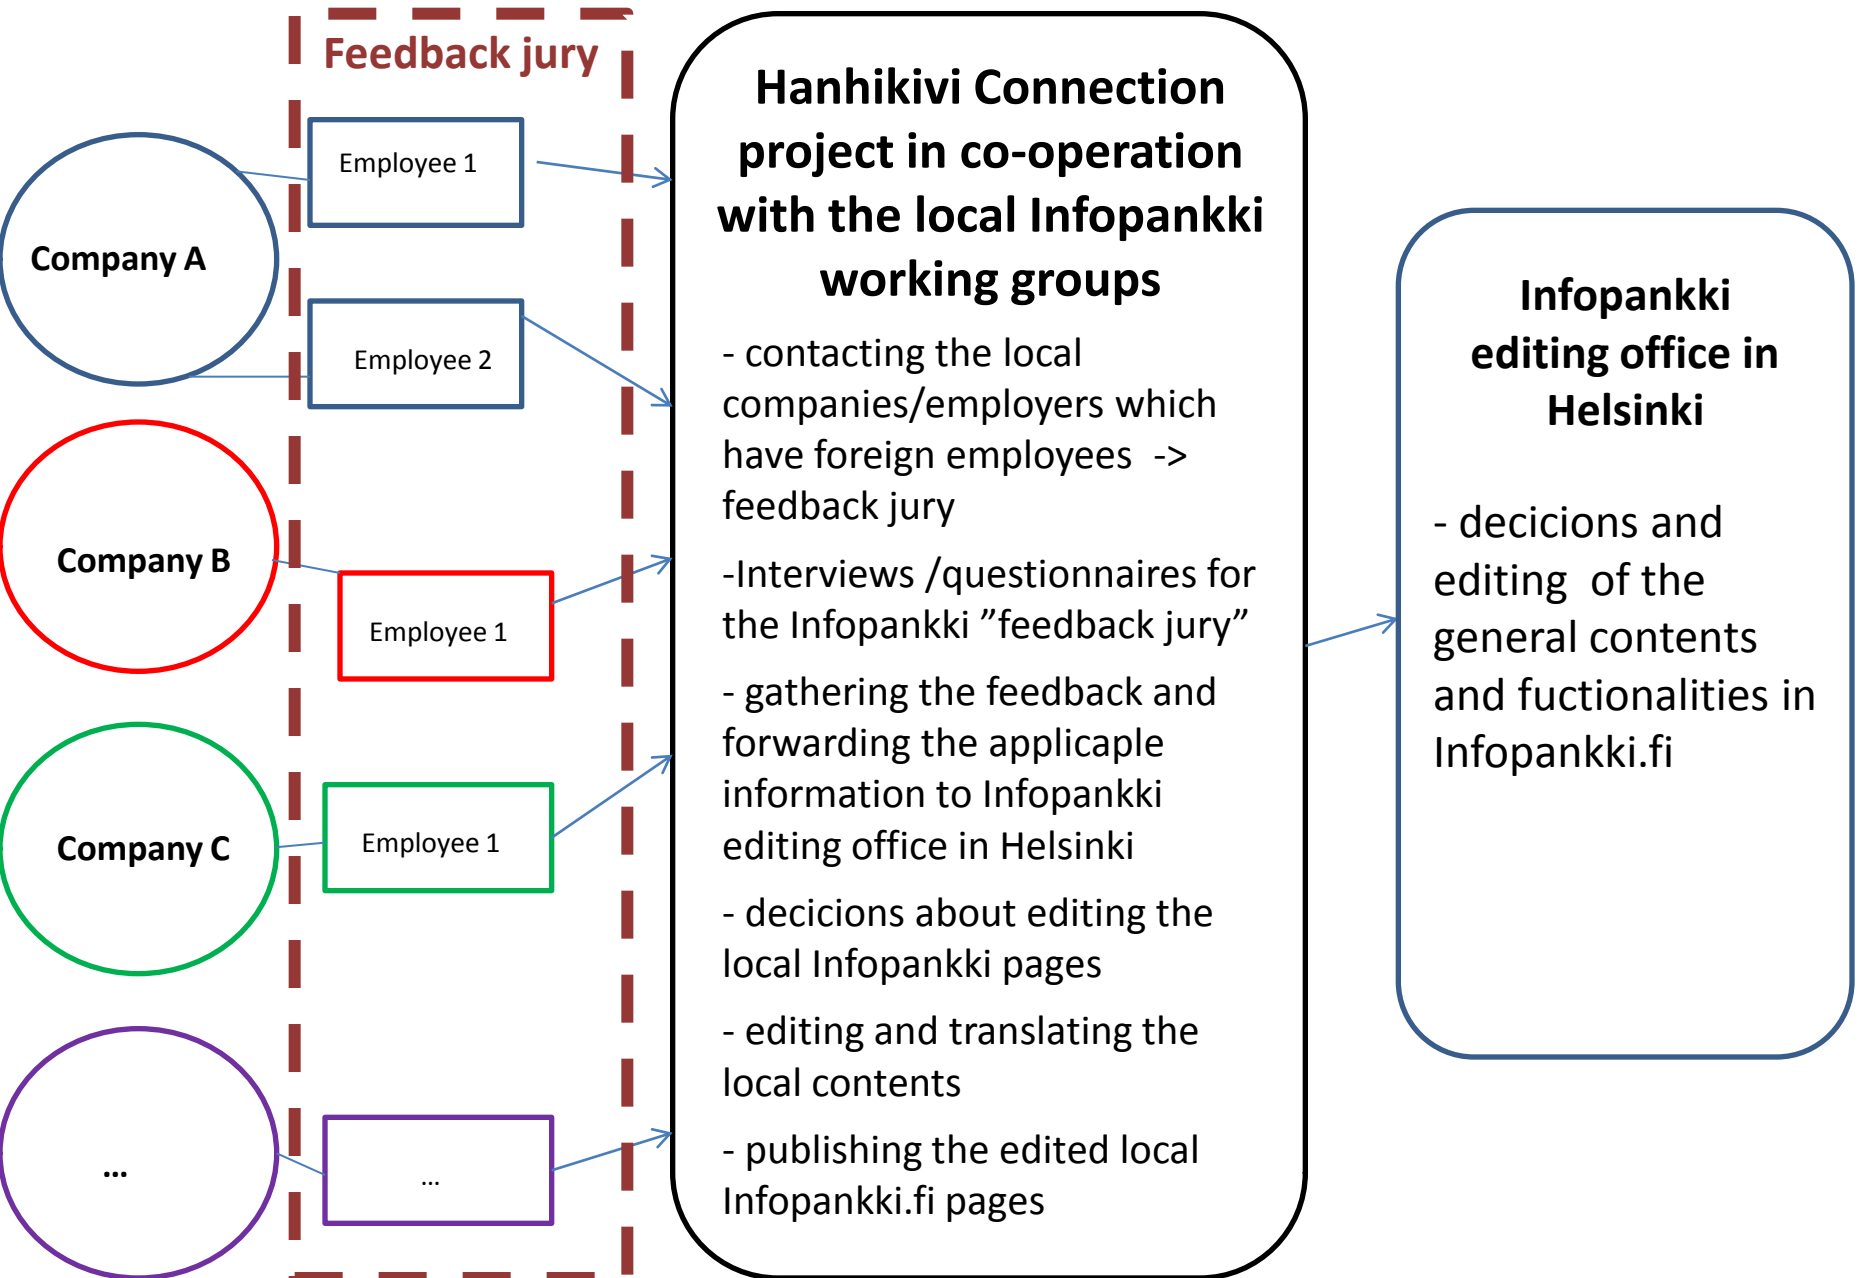 Feedback jury
Company A
Employee 1
Employee 2
Company B
Employee 1
Company C
Employee 1
...
...
Hanhikivi Connection
project in co-operation
with the local Infopankki
working groups
- contacting the local
companies/employers which
have foreign employees  ->
feedback jury
-Interviews /questionnaires for
the Infopankki ”feedback jury”
- gathering the feedback and
forwarding the applicaple
information to Infopankki
editing office in Helsinki
- decicions about editing the
local Infopankki pages
- editing and translating the
local contents
- publishing the edited local
Infopankki.fi pages
Infopankki
editing office in
Helsinki
- decicions and
editing  of the
general contents
and fuctionalities in
Infopankki.fi